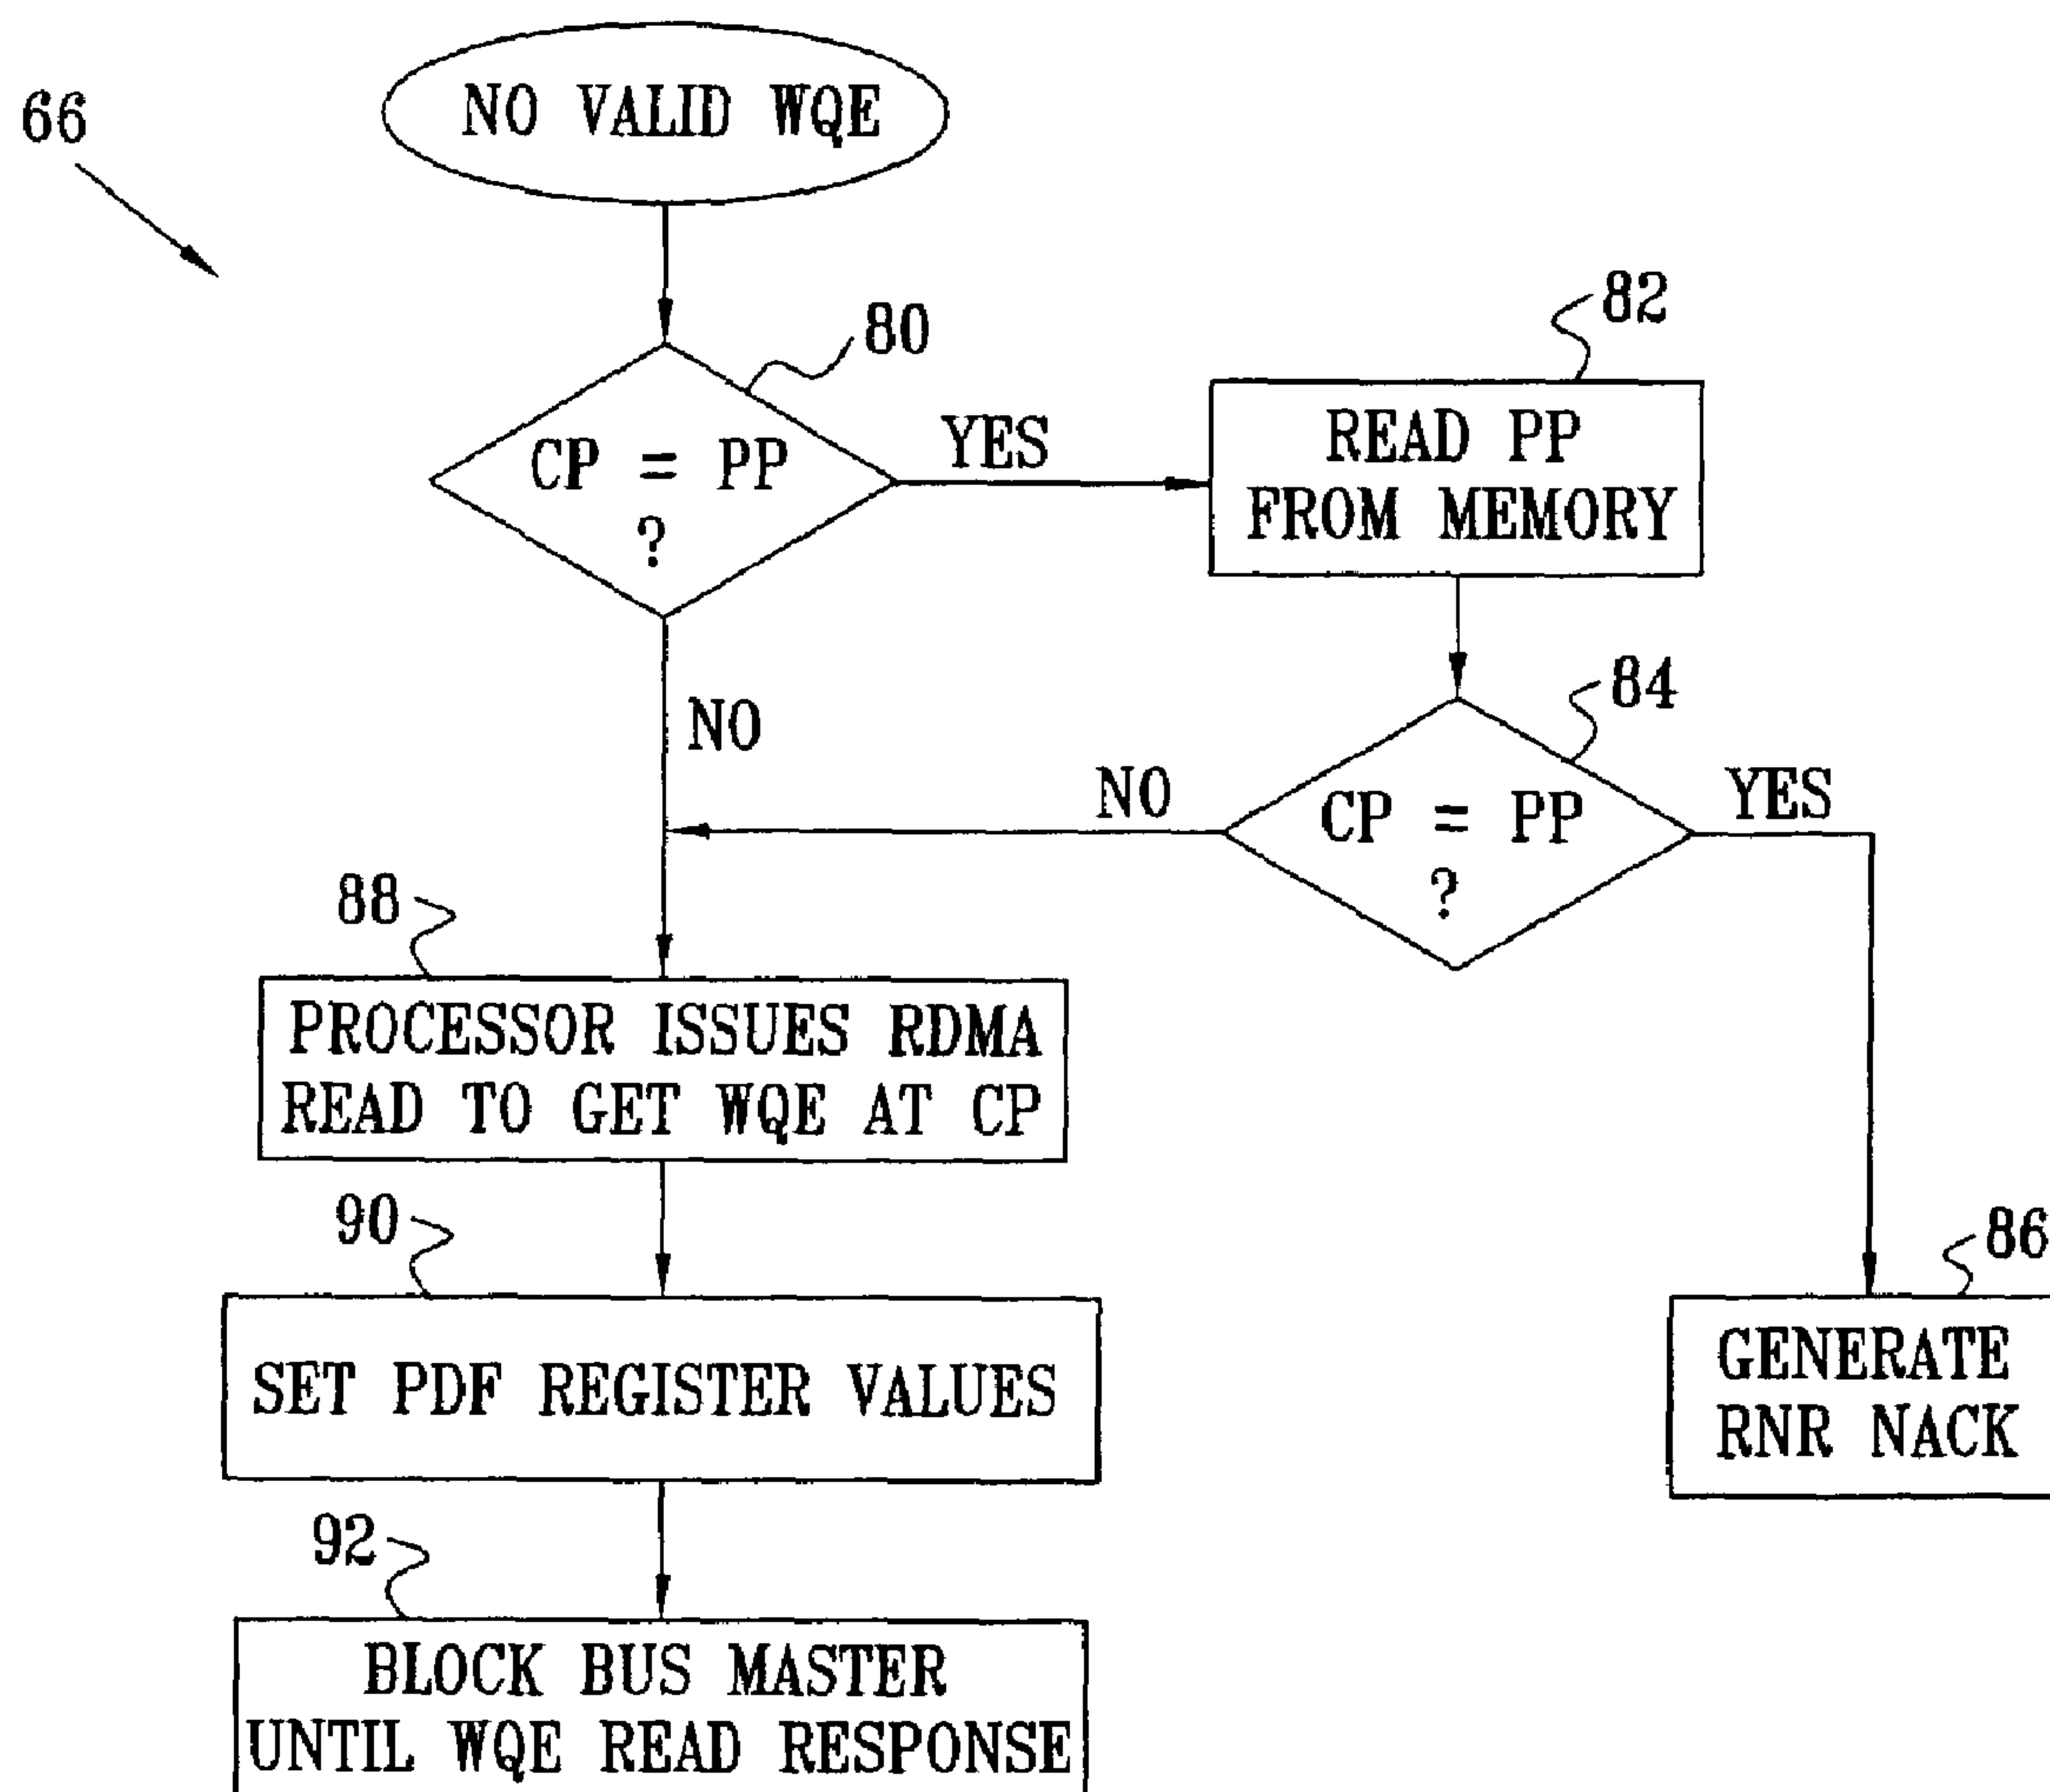 66
NO VALID WQE
80
CP = PP
?
YES
82
READ PP
FROM MEMORY
84
CP = PP
?
NO
NO
YES
88
PROCESSOR ISSUES RDMA
READ TO GET WQE AT CP
90
SET PDF REGISTER VALUES
86
GENERATE
RNR NACK
92
BLOCK BUS MASTER
UNTIL WQE READ RESPONSE